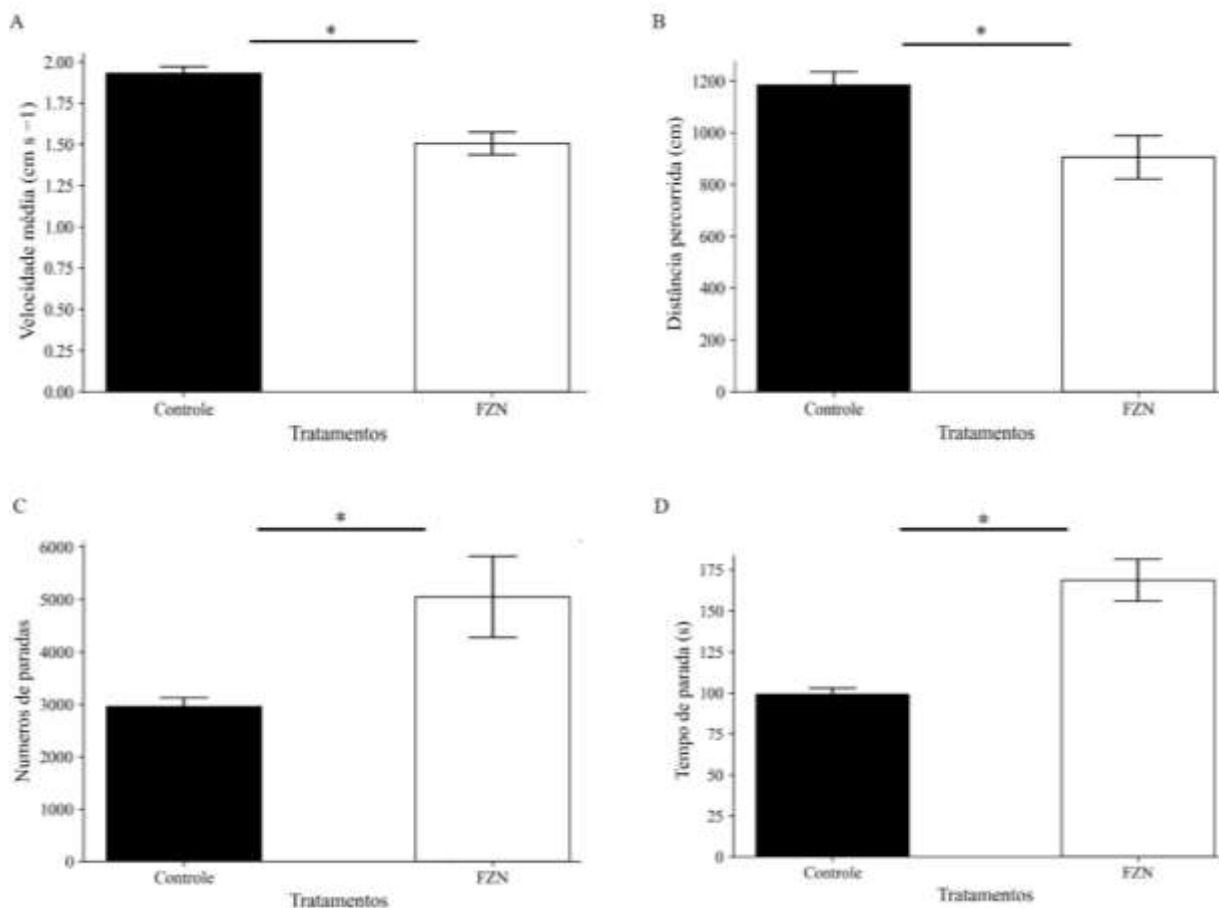 A
*
2.00
1.75
1.50
1.25
1.00
0.75
0.50
0.25
0.00
Velocidade média (cm s −1)
Controle
FZN
Tratamentos
B
*
1200
1000
800
600
400
200
0
Distância percorrida (cm)
Controle
FZN
Tratamentos
C
*
6000
5000
4000
3000
2000
1000
0
Numeros de paradas
Controle
FZN
Tratamentos
D
*
175
150
125
100
75
50
25
0
Tempo de parada (s)
Controle
FZN
Tratamentos